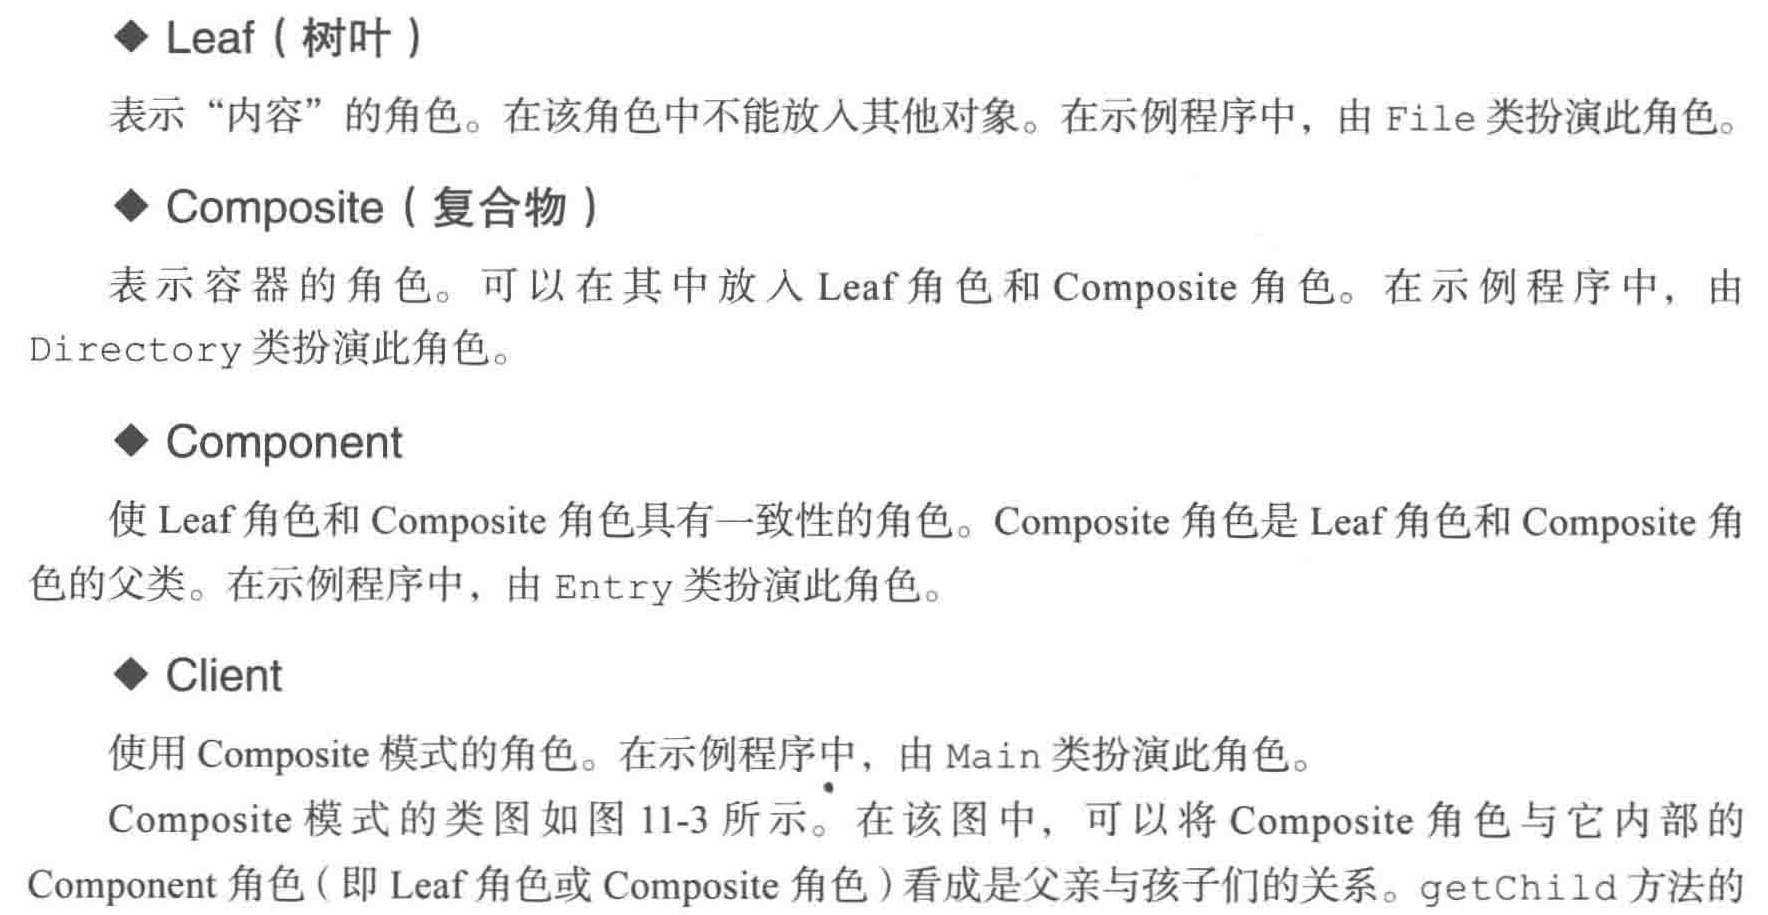 ◆ Leaf（树叶）
表示“内容”的角色。在该角色中不能放入其他对象。在示例程序中，由 File 类扮演此角色。
◆ Composite（复合物）
表示容器的角色。可以在其中放入 Leaf 角色和 Composite 角色。在示例程序中，由
Directory 类扮演此角色。
◆ Component
使 Leaf 角色和 Composite 角色具有一致性的角色。Composite 角色是 Leaf 角色和 Composite 角
色的父类。在示例程序中，由 Entry 类扮演此角色。
◆ Client
使用 Composite 模式的角色。在示例程序中，由 Main 类扮演此角色。
Composite 模式的类图如图 11-3 所示。在该图中，可以将 Composite 角色与它内部的
Component 角色（即 Leaf 角色或 Composite 角色）看成是父亲与孩子们的关系。getChild 方法的